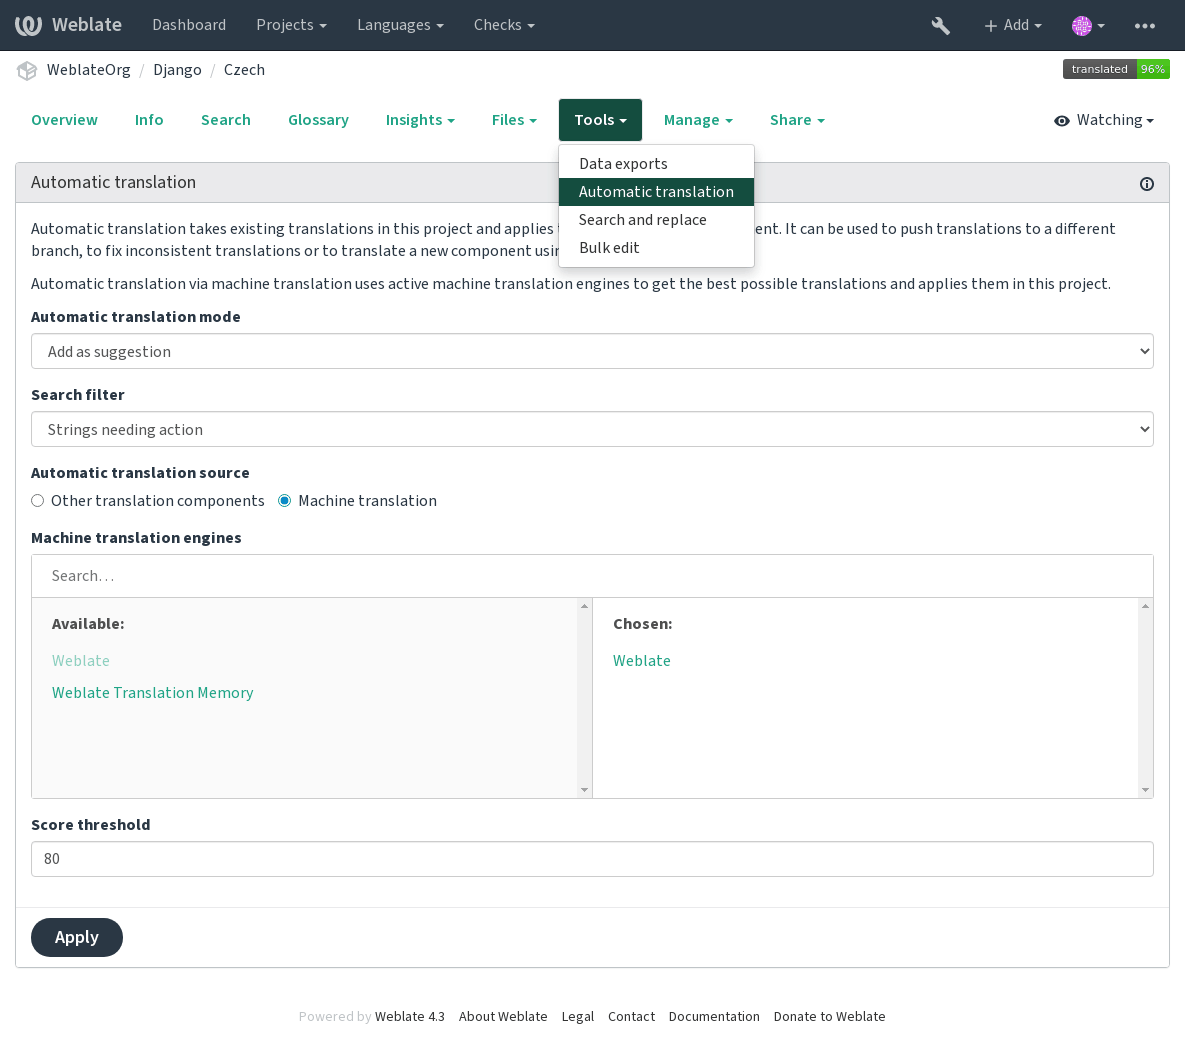 Weblate Dashboard Projects Languages Checks Add
WeblateOrg / Django / Czech translated 96%
Overview Info Search Glossary Insights Files Tools Manage Share Watching
Data exports
Automatic translation
Search and replace
Bulk edit
Automatic translation
Automatic translation takes existing translations in this project and applies ent. It can be used to push translations to a different
branch, to fix inconsistent translations or to translate a new component
Automatic translation via machine translation uses active machine translation engines to get the best possible translations and applies them in this project.
Automatic translation mode
Add as suggestion
Search filter
Strings needing action
Automatic translation source
Other translation components Machine translation
Machine translation engines
Search…
Available: Chosen:
Weblate Weblate
Weblate Translation Memory
Score threshold
80
Apply
Powered by Weblate 4.3 About Weblate Legal Contact Documentation Donate to Weblate